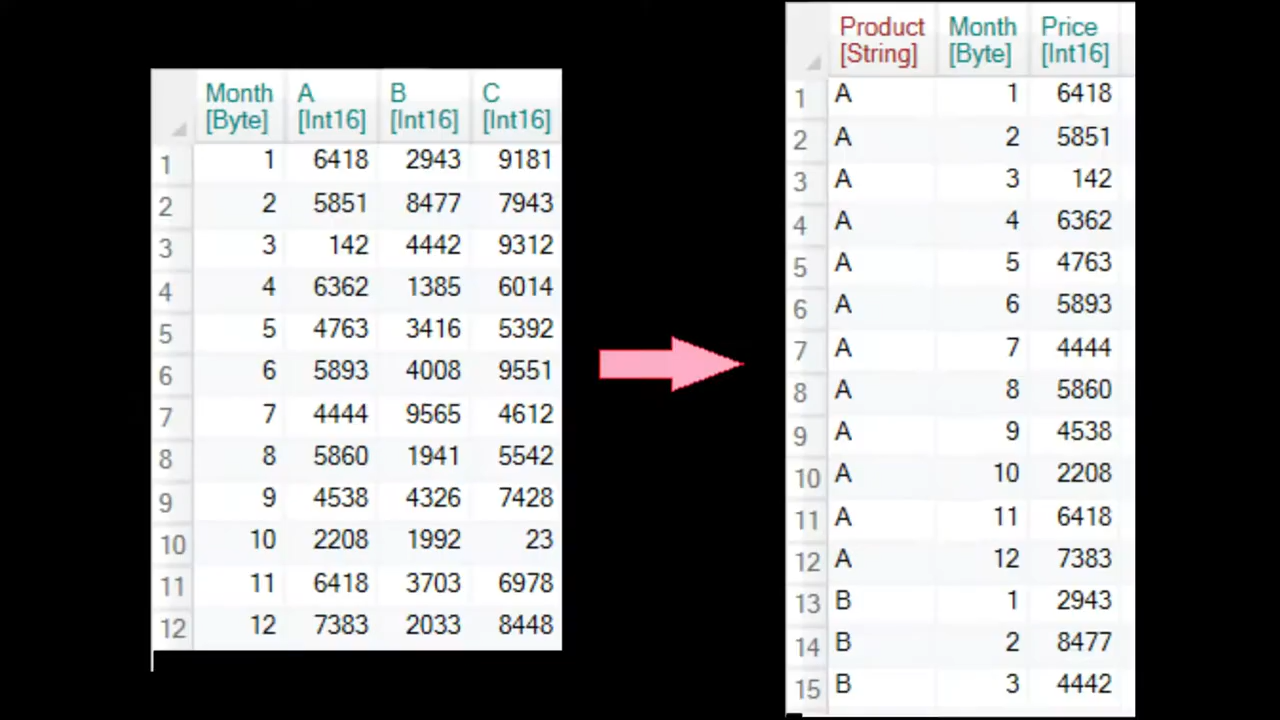 Month A B C
[Byte] [Int16] [Int16] [Int16]
1 1 6418 2943 9181
2 2 5851 8477 7943
3 3 142 4442 9312
4 4 6362 1385 6014
5 5 4763 3416 5392
6 6 5893 4008 9551
7 7 4444 9565 4612
8 8 5860 1941 5542
9 9 4538 4326 7428
10 10 2208 1992 23
11 11 6418 3703 6978
12 12 7383 2033 8448
Product Month Price
[String] [Byte] [Int16]
1 A 1 6418
2 A 2 5851
3 A 3 142
4 A 4 6362
5 A 5 4763
6 A 6 5893
7 A 7 4444
8 A 8 5860
9 A 9 4538
10 A 10 2208
11 A 11 6418
12 A 12 7383
13 B 1 2943
14 B 2 8477
15 B 3 4442